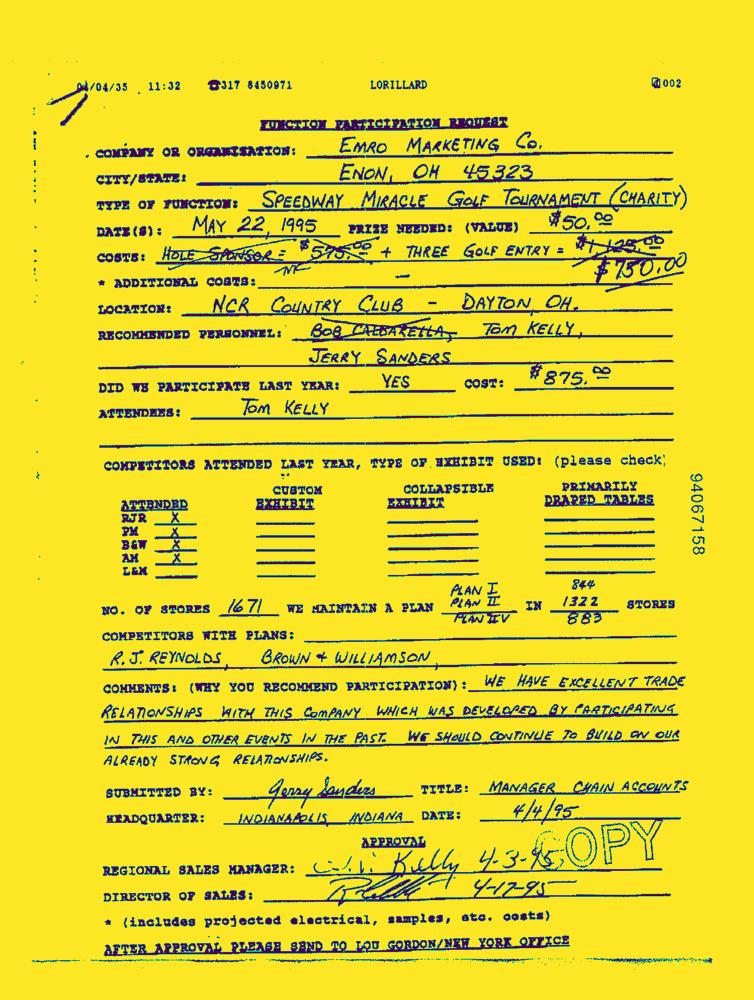 04/04/35 11:32 ☎317 8450971 LORILLARD 002
FUNCTION PARTICIPATION REQUEST
COMPANY OR ORGANIZATION: EMRO MARKETING CO.
CITY/STATE: ENON, OH 45323
TYPE OF FUNCTION: SPEEDWAY MIRACLE GOLF TOURNAMENT (CHARITY)
DATE(S): MAY 22, 1995 PRIZE NEEDED: (VALUE) $50.00
COSTS: HOLE SPONSOR = $575.00 + THREE GOLF ENTRY = $1,125.00
$750.00
* ADDITIONAL COSTS: —
LOCATION: NCR COUNTRY CLUB - DAYTON, OH.
RECOMMENDED PERSONNEL: BOB CALDARELLA, TOM KELLY,
JERRY SANDERS
DID WE PARTICIPATE LAST YEAR: YES COST: $875.00
ATTENDEES: TOM KELLY
COMPETITORS ATTENDED LAST YEAR, TYPE OF EXHIBIT USED: (please check)
ATTENDED CUSTOM EXHIBIT COLLAPSIBLE EXHIBIT PRIMARILY DRAPED TABLES
RJR X
PM X
B&W X
AM X
L&M
NO. OF STORES 1671 WE MAINTAIN A PLAN PLAN I PLAN II PLAN IV IN 844 1322 883 STORES
COMPETITORS WITH PLANS:
R.J. REYNOLDS, BROWN + WILLIAMSON
COMMENTS: (WHY YOU RECOMMEND PARTICIPATION): WE HAVE EXCELLENT TRADE
RELATIONSHIPS WITH THIS COMPANY WHICH WAS DEVELOPED BY PARTICIPATING
IN THIS AND OTHER EVENTS IN THE PAST. WE SHOULD CONTINUE TO BUILD ON OUR
ALREADY STRONG RELATIONSHIPS.
SUBMITTED BY: Jerry Sanders TITLE: MANAGER CHAIN ACCOUNTS
HEADQUARTER: INDIANAPOLIS, INDIANA DATE: 4/4/95
APPROVAL
COPY
REGIONAL SALES MANAGER: Kelly 4-3-95
DIRECTOR OF SALES: 4-17-95
* (includes projected electrical, samples, etc. costs)
AFTER APPROVAL PLEASE SEND TO LOU GORDON/NEW YORK OFFICE
94067158